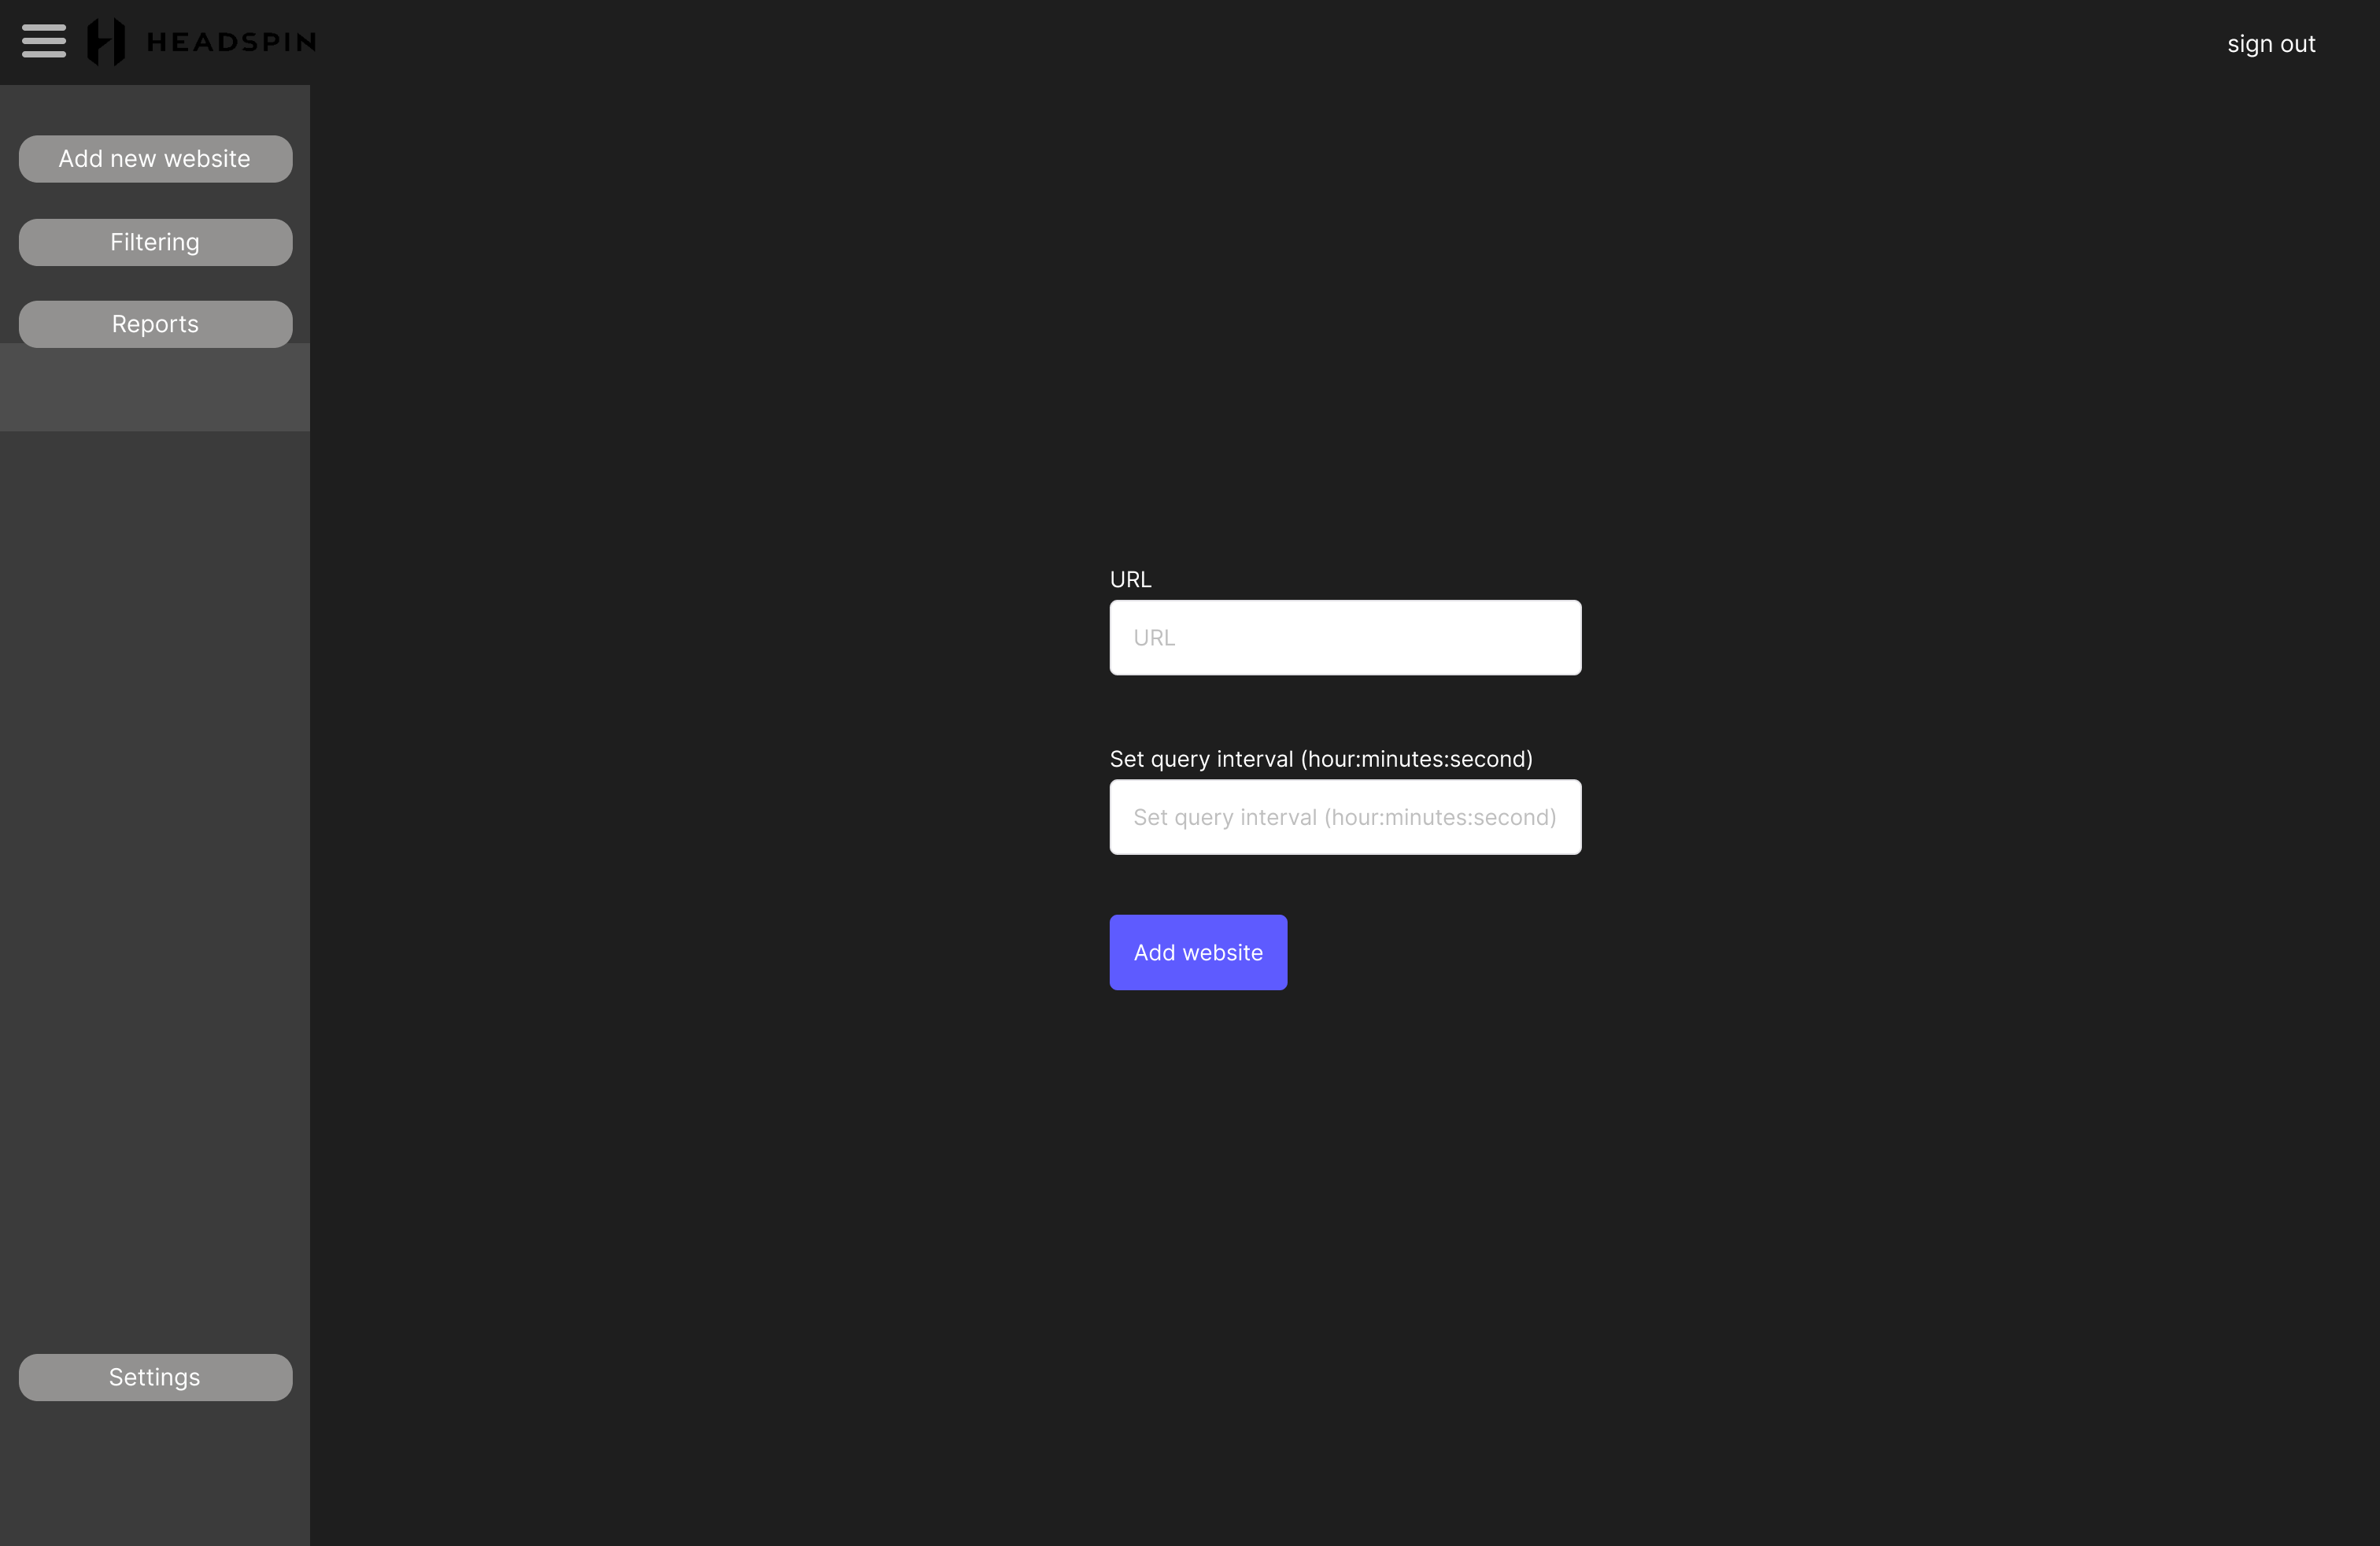 HEADSPIN
sign out
Add new website
Filtering
Reports
URL
URL
Set query interval (hour:minutes:second)
Set query interval (hour:minutes:second)
Add website
Settings